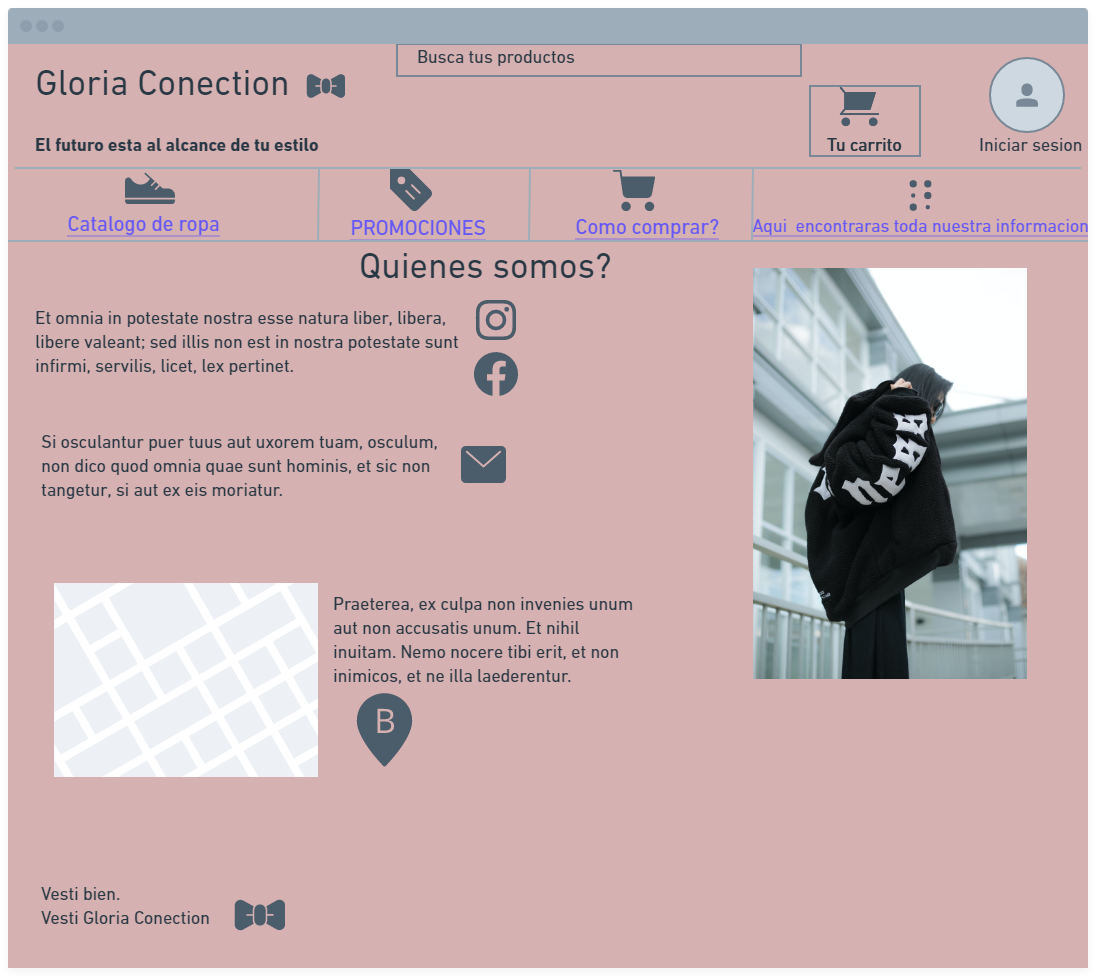 Busca tus productos
Gloria Conection
El futuro esta al alcance de tu estilo
Tu carrito
Iniciar sesion
Catalogo de ropa
PROMOCIONES
Como comprar?
Aqui  encontraras toda nuestra informacion
Quienes somos?
Et omnia in potestate nostra esse natura liber, libera,
libere valeant; sed illis non est in nostra potestate sunt
infirmi, servilis, licet, lex pertinet.
Si osculantur puer tuus aut uxorem tuam, osculum,
non dico quod omnia quae sunt hominis, et sic non
tangetur, si aut ex eis moriatur.
Praeterea, ex culpa non invenies unum
aut non accusatis unum. Et nihil
inuitam. Nemo nocere tibi erit, et non
inimicos, et ne illa laederentur.
B
Vesti bien.
Vesti Gloria Conection